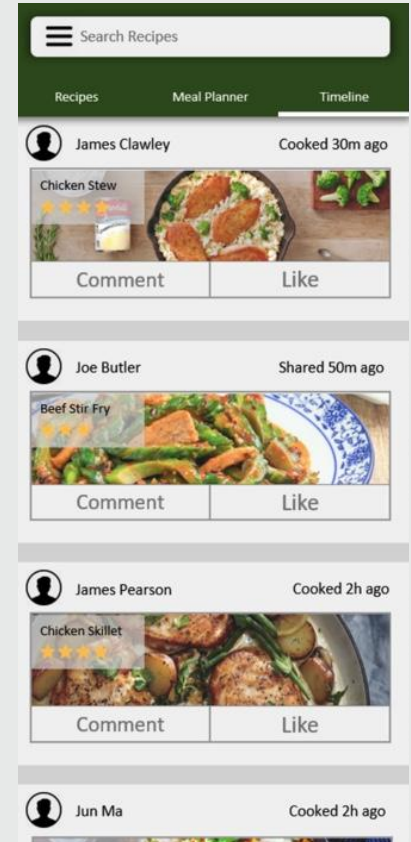 Search Recipes
Recipes Meal Planner Timeline
James Clawley Cooked 30m ago
Chicken Stew
Comment Like
Joe Butler Shared 50m ago
Beef Stir Fry
Comment Like
James Pearson Cooked 2h ago
Chicken Skillet
Comment Like
Jun Ma Cooked 2h ago